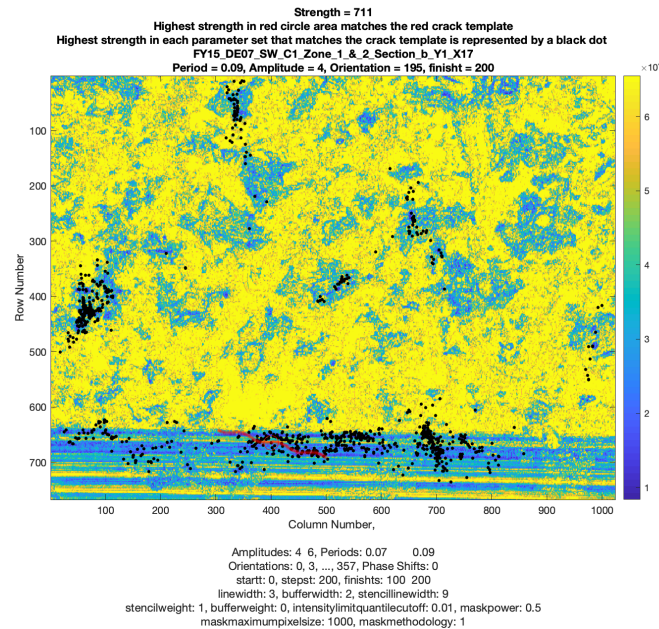 Strength = 711
Highest strength in red circle area matches the red crack template
Highest strength in each parameter set that matches the crack template is represented by a black dot
FY15_DE07_SW_C1_Zone_1_&_2_Section_b_Y1_X17
Period = 0.09, Amplitude = 4, Orientation = 195, finisht = 200
×10
100
200
300
400
500
600
700
Row Number
100 200 300 400 500 600 700 800 900 1000
Column Number,
6
5
4
3
2
1
Amplitudes: 4 6, Periods: 0.07 0.09
Orientations: 0, 3, ..., 357, Phase Shifts: 0
startt: 0, stepst: 200, finishts: 100 200
linewidth: 3, bufferwidth: 2, stencillinewidth: 9
stencilweight: 1, bufferweight: 0, intensitylimitquantilecutoff: 0.01, maskpower: 0.5
maskmaximumpixelsize: 1000, maskmethodology: 1